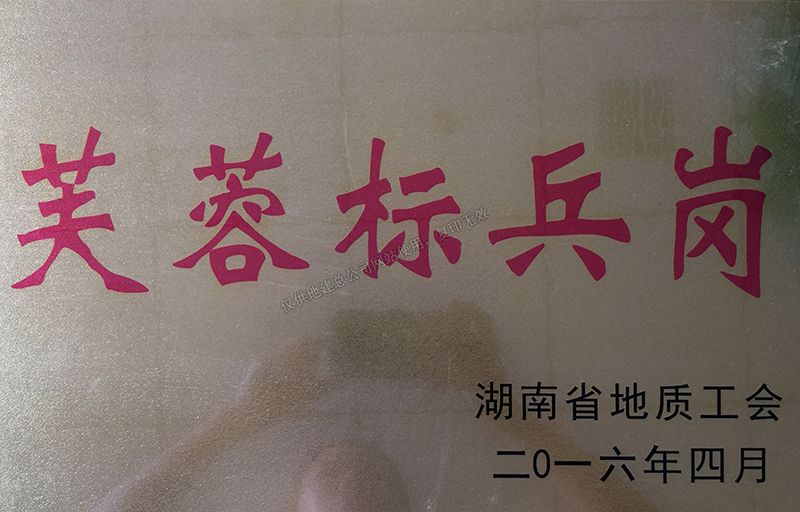 芙蓉标兵岗
仅供地建总公司网站使用，复印无效
湖南省地质工会
二0一六年四月